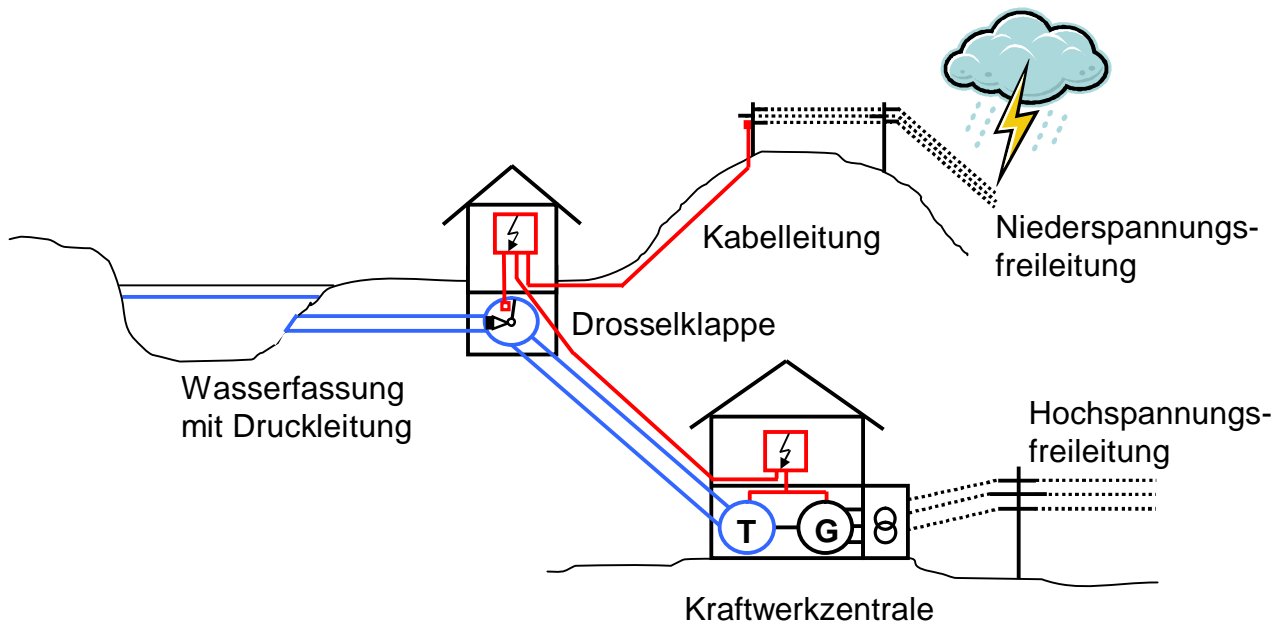 Kabelleitung
Niederspannungs-
freileitung
Drosselklappe
Wasserfassung
mit Druckleitung
Hochspannungs-
freileitung
T
G
Kraftwerkzentrale